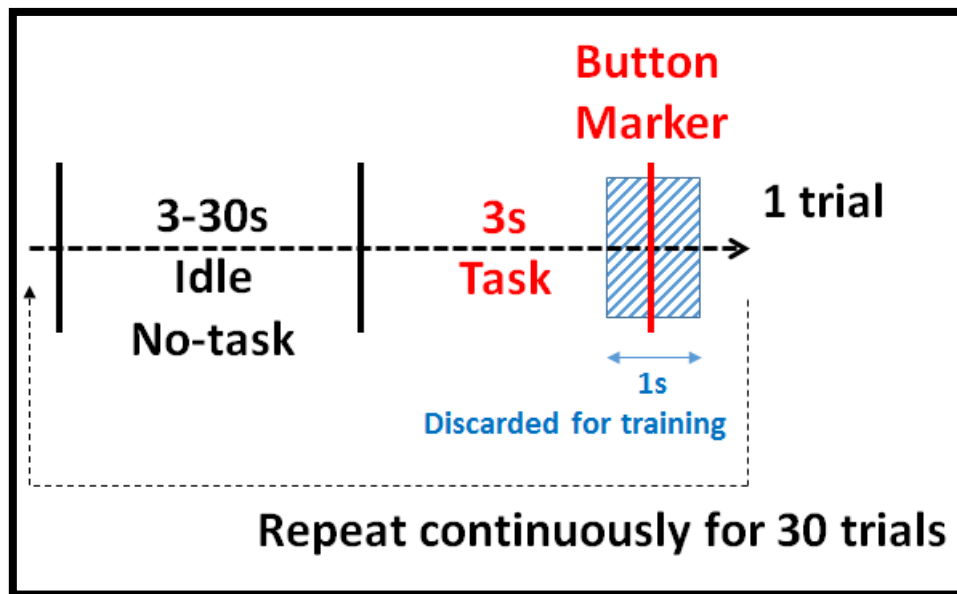 Button
Marker
3-30s
Idle
No-task
3s
Task
1 trial
1s
Discarded for training
Repeat continuously for 30 trials